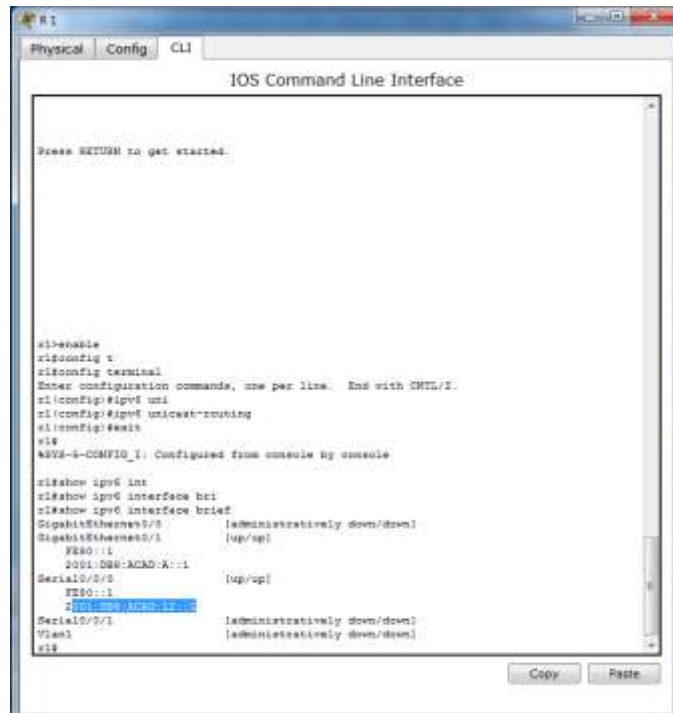 R1
Physical Config CLI
IOS Command Line Interface
Press RETURN to get started.
r1>enable
r1#config t
r1#config terminal
Enter configuration commands, one per line. End with CNTL/Z.
r1(config)#ipv6 uni
r1(config)#ipv6 unicast-routing
r1(config)#exit
r1#
%SYS-5-CONFIG_I: Configured from console by console
r1#show ipv6 int
r1#show ipv6 interface bri
r1#show ipv6 interface brief
GigabitEthernet0/0 [administratively down/down]
GigabitEthernet0/1 [up/up]
FE80::1
2001:DB8:ACAD:A::1
Serial0/0/0 [up/up]
FE80::1
Serial0/0/1 [administratively down/down]
Vlan1 [administratively down/down]
r1#
Copy Paste